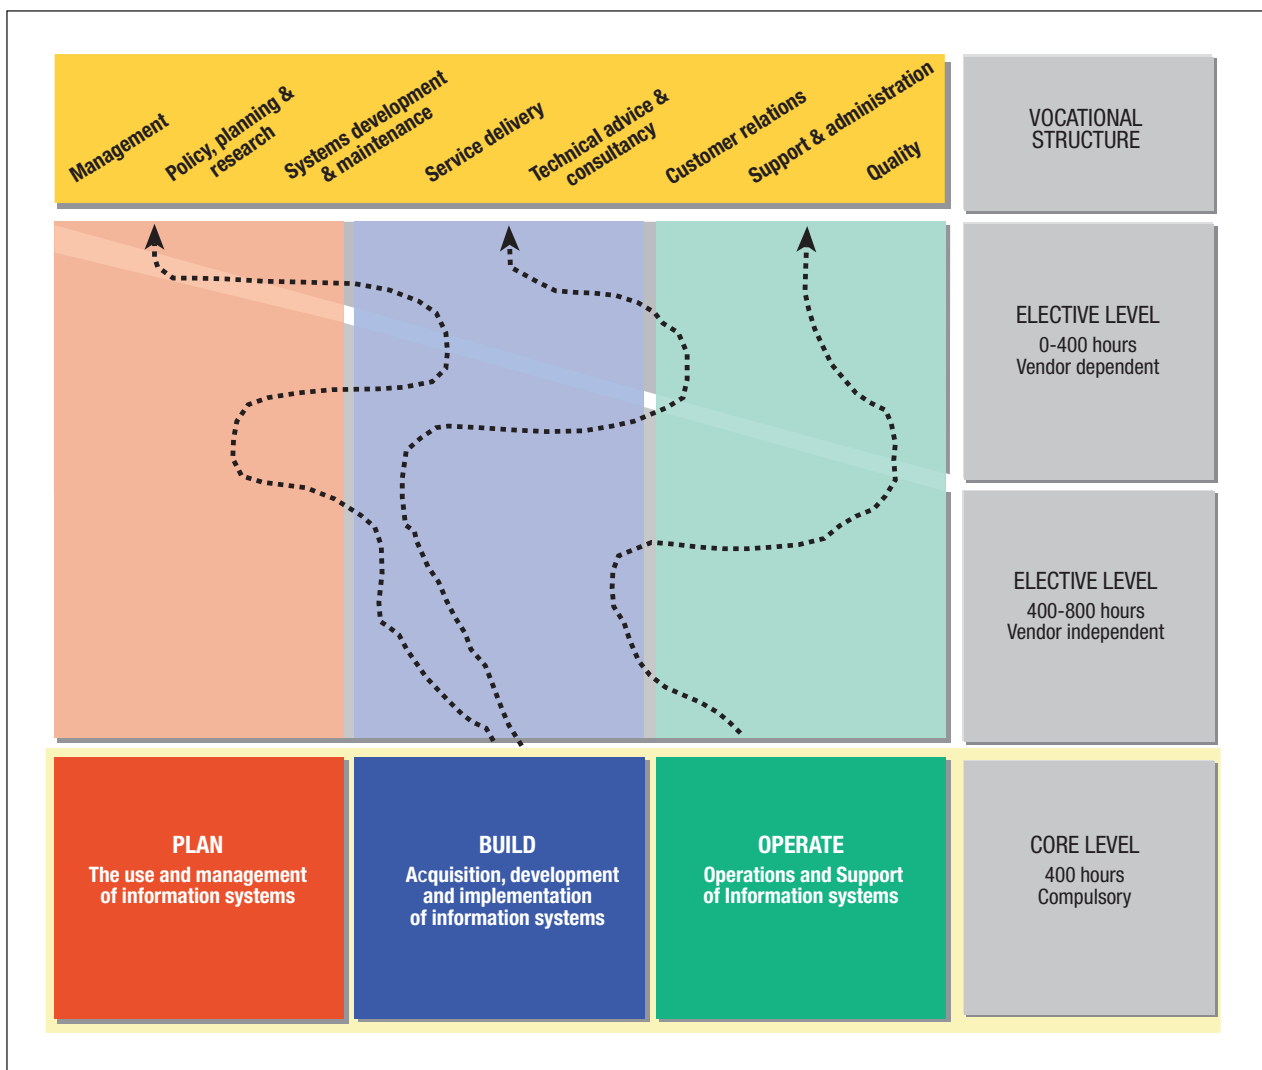 Management
Policy, planning &
research
Systems development
& maintenance
Service delivery
Technical advice &
consultancy
Customer relations
Support & administration
Quality
VOCATIONAL
STRUCTURE
ELECTIVE LEVEL
0-400 hours
Vendor dependent
ELECTIVE LEVEL
400-800 hours
Vendor independent
PLAN
The use and management
of information systems
BUILD
Acquisition, development
and implementation
of information systems
OPERATE
Operations and Support
of Information systems
CORE LEVEL
400 hours
Compulsory